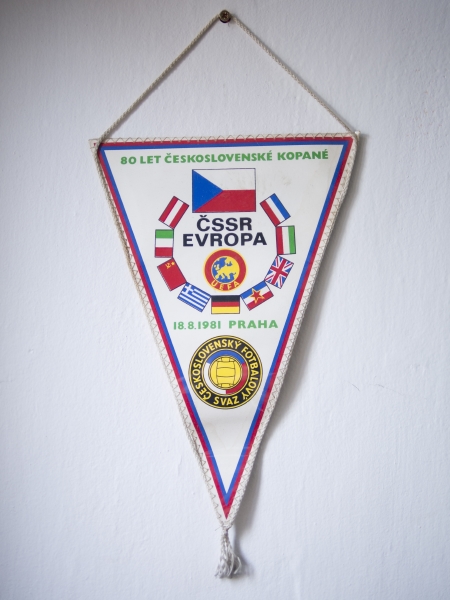 80 LET ČESKOSLOVENSKÉ KOPANÉ
ČSSR
EVROPA
UEFA
18.8.1981 PRAHA
ČESKOSLOVENSKÝ FOTBALOVÝ SVAZ